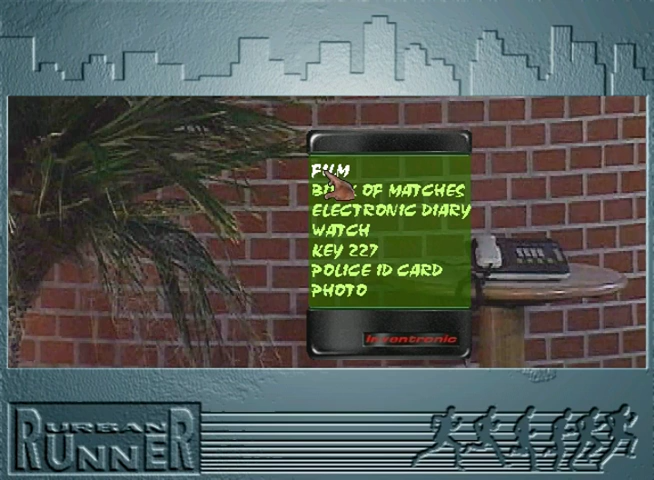 FILM
OF MATCHES
ELECTRONIC DIARY
WATCH
KEY 227
POLICE ID CARD
PHOTO
Inventronic
URBAN
RUNNER